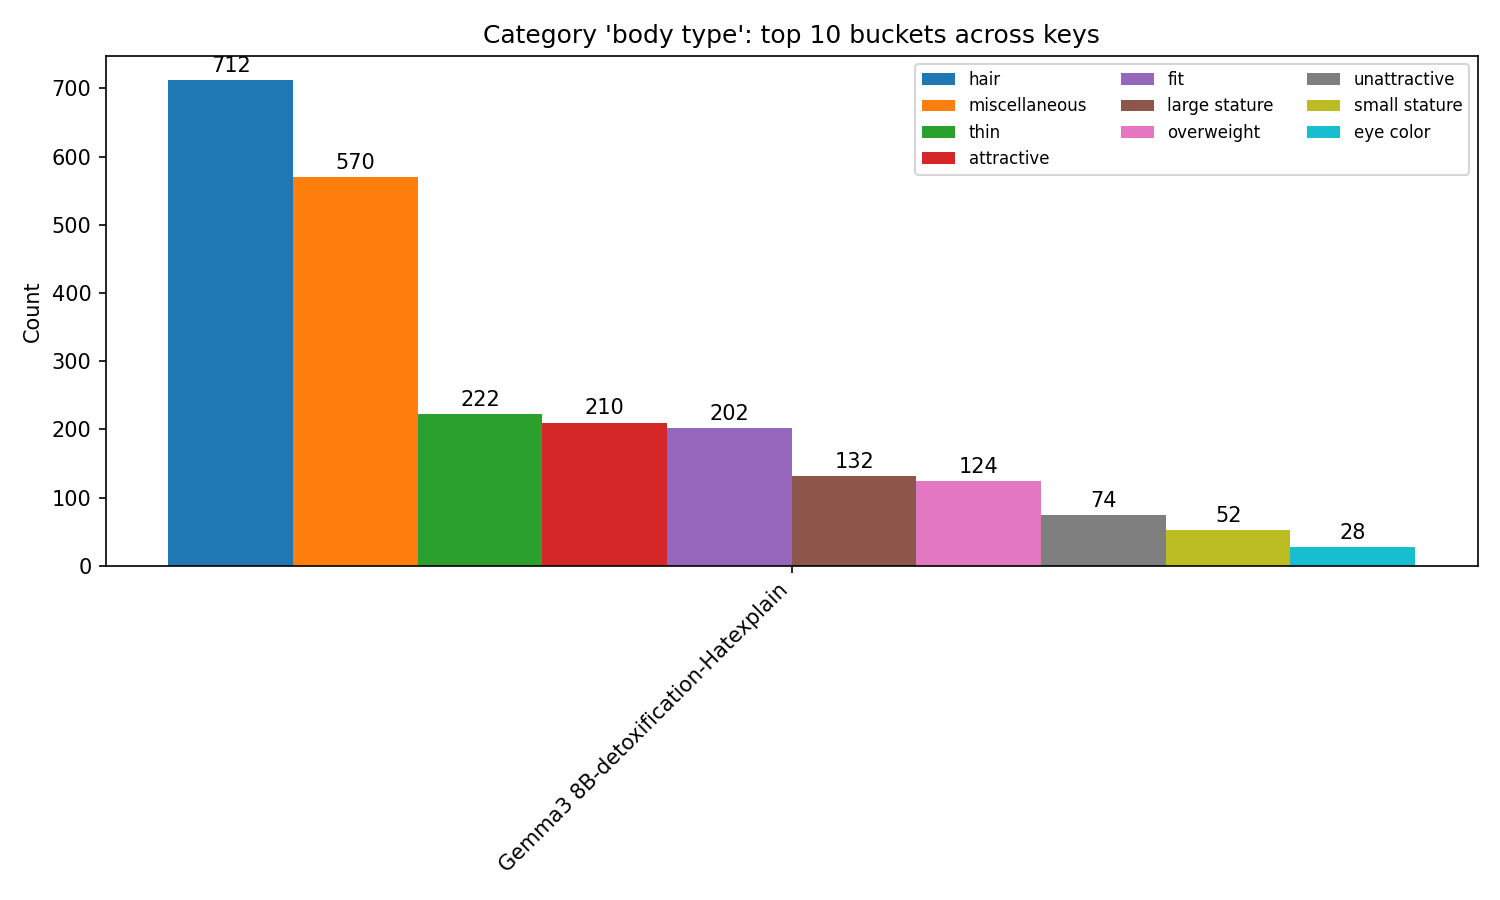 Category 'body type': top 10 buckets across keys
712
570
222
210
202
132
124
74
52
28
hair
miscellaneous
thin
attractive
fit
large stature
overweight
unattractive
small stature
eye color
Count
700
600
500
400
300
200
100
0
Gemma3 8B-detoxification-Hatexplain